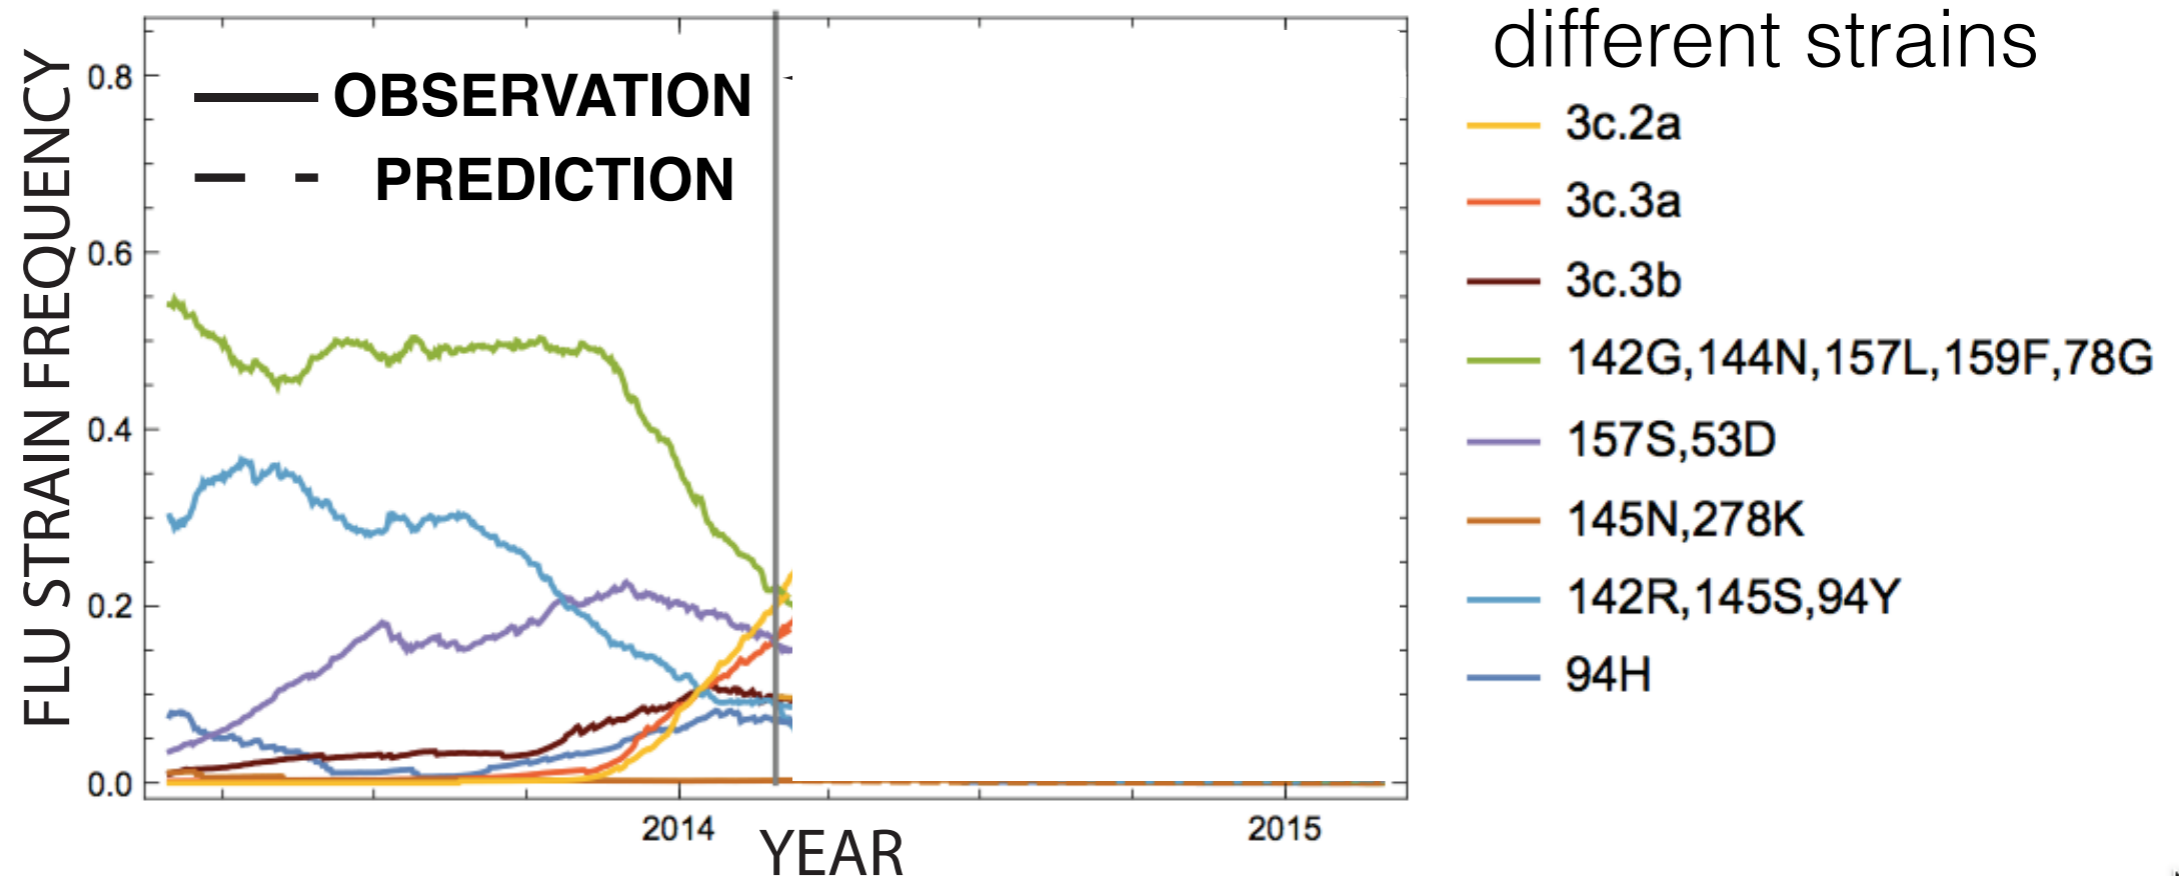 different strains
FLU STRAIN FREQUENCY
0.8
0.6
0.4
0.2
0.0
OBSERVATION
PREDICTION
2014
2015
YEAR
3c.2a
3c.3a
3c.3b
142G,144N,157L,159F,78G
157S,53D
145N,278K
142R,145S,94Y
94H